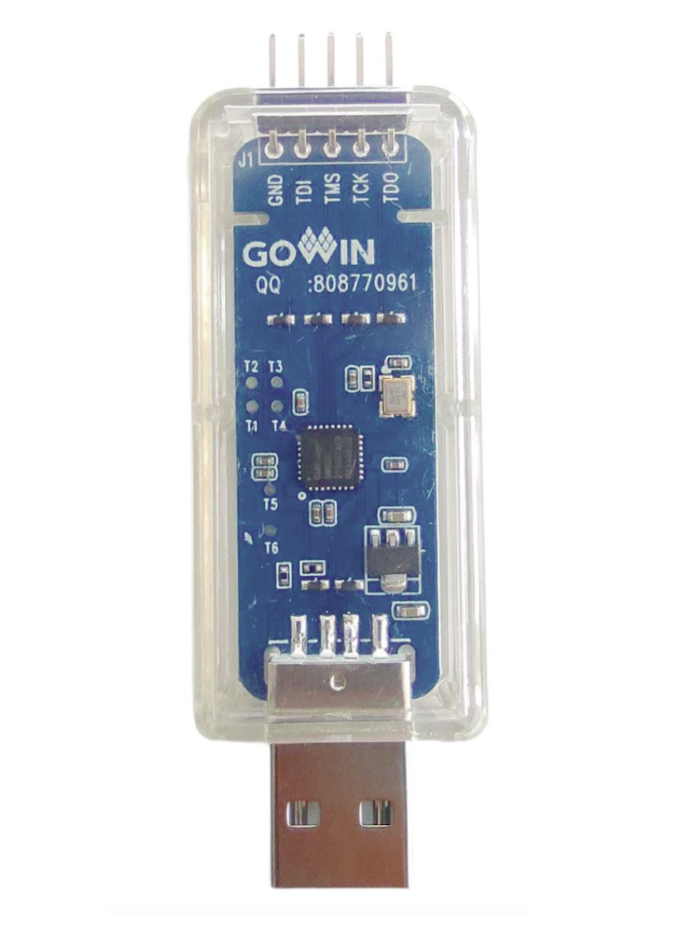 J1
GND TDI TMS TCK TDO
GOWIN
QQ :808770961
T2 T3
T1 T4
T5
T6